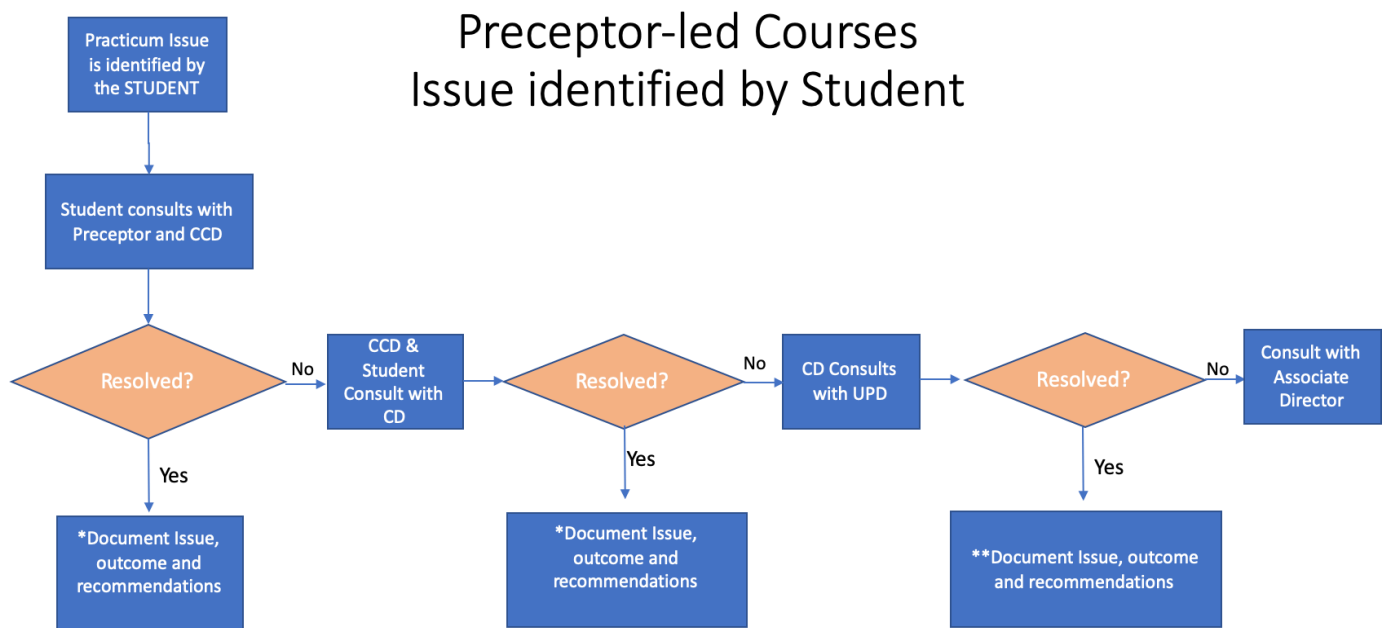 Preceptor-led Courses
Issue identified by Student
Practicum Issue
is identified by
the STUDENT
Student consults with
Preceptor and CCD
Resolved?
No
CCD &
Student
Consult with
CD
Resolved?
No
CD Consults
with UPD
Resolved?
No
Consult with
Associate
Director
Yes
*Document Issue,
outcome and
recommendations
Yes
*Document Issue,
outcome and
recommendations
Yes
**Document Issue, outcome
and recommendations